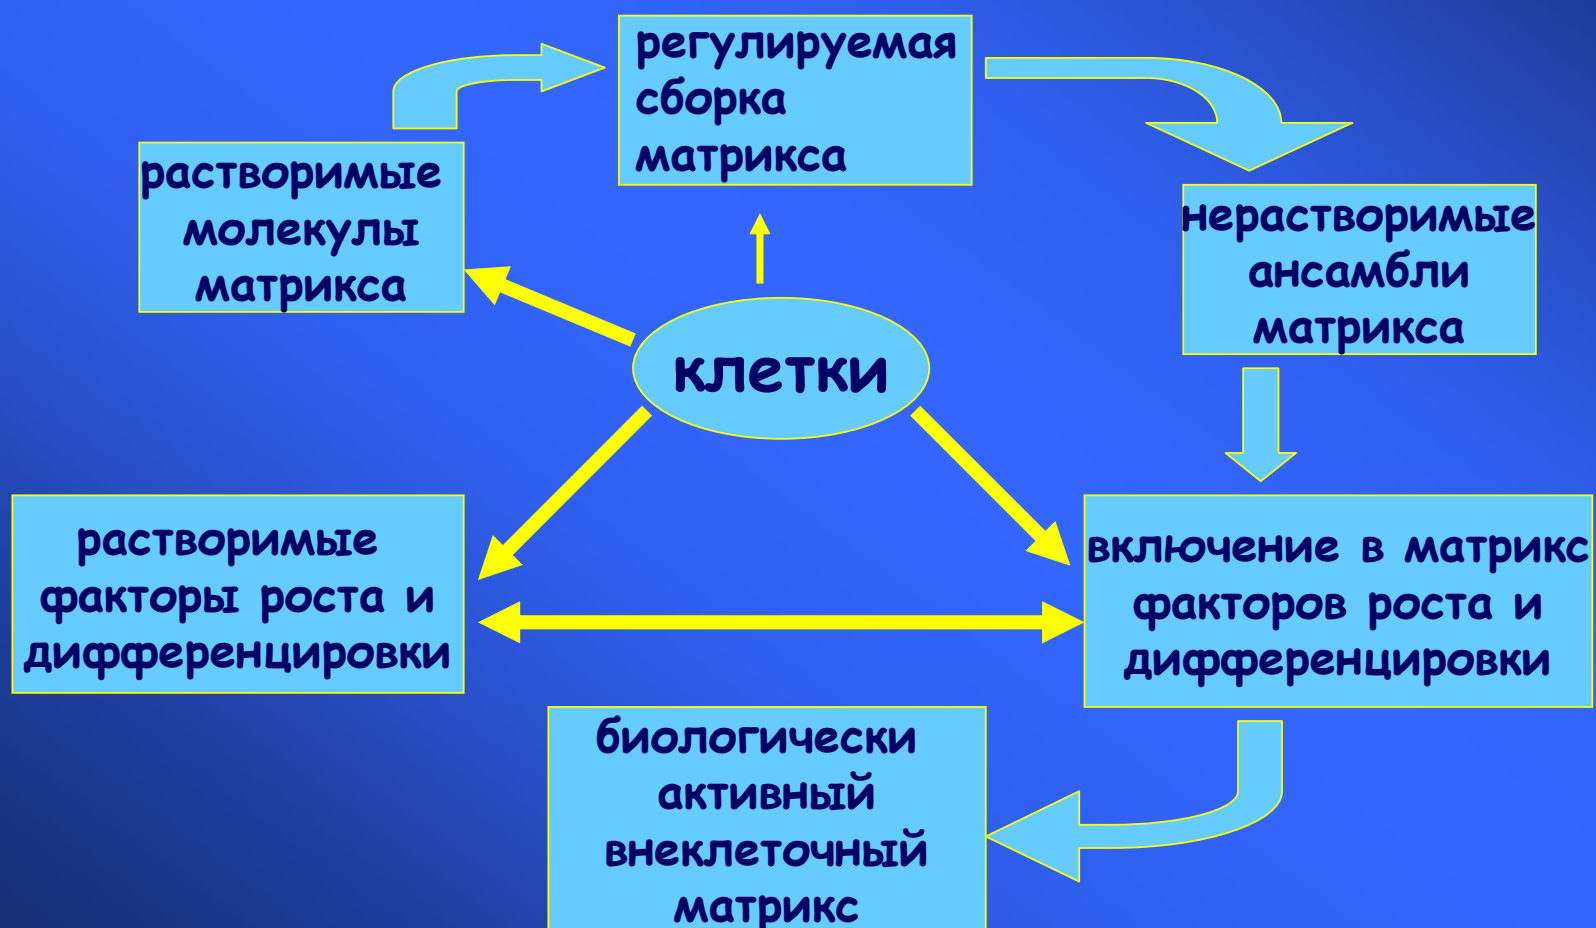 регулируемая
сборка
матрикса
растворимые
молекулы
матрикса
нерастворимые
ансамбли
матрикса
клетки
растворимые
факторы роста и
дифференцировки
включение в матрикс
факторов роста и
дифференцировки
биологически
активный
внеклеточный
матрикс